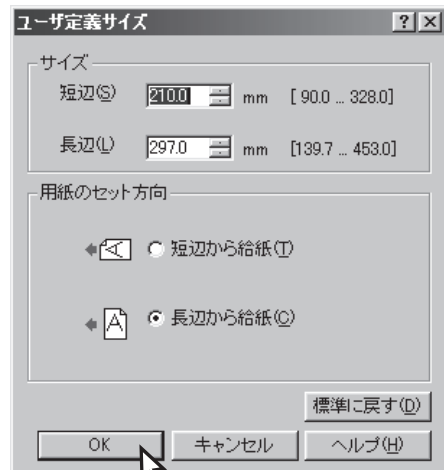 ユーザ定義サイズ
サイズ
短辺(S) 210.0 mm [ 90.0 ... 328.0]
長辺(L) 297.0 mm [139.7 ... 453.0]
用紙のセット方向
A 短辺から給紙(T)
A 長辺から給紙(C)
標準に戻す(D)
OK キャンセル ヘルプ(H)